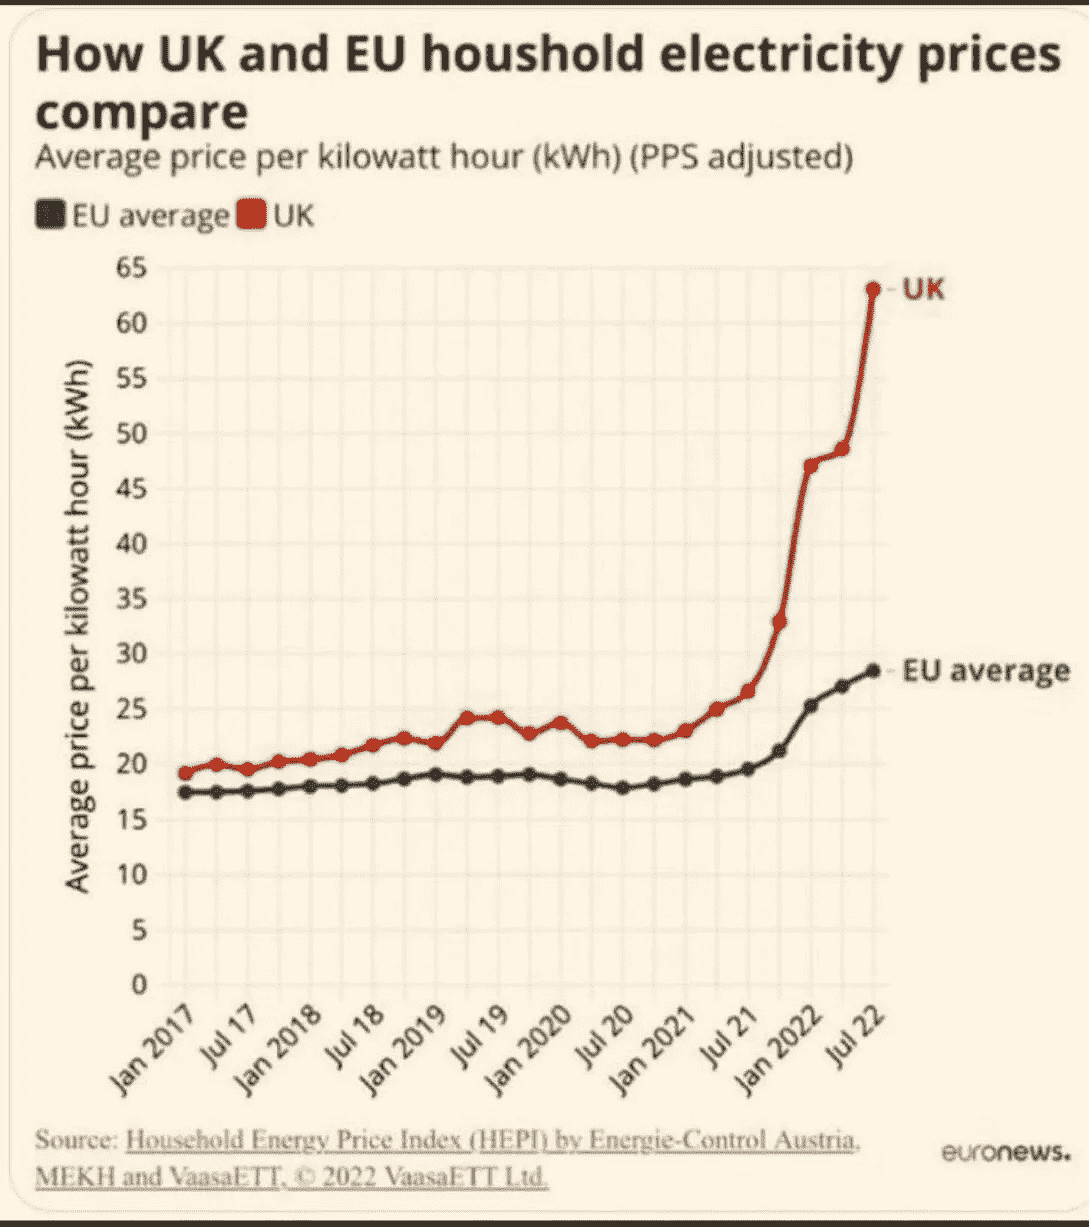 How UK and EU houshold electricity prices
compare
Average price per kilowatt hour (kWh) (PPS adjusted)
EU average UK
65
UK
60
55
50
45
40
35
30
EU average
25
20
15
10
5
0
Average price per kilowatt hour (kWh)
Jan 2017
Jul 17
Jan 2018
Jul 18
Jan 2019
Jul 19
Jan 2020
Jul 20
Jan 2021
Jul 21
Jan 2022
Jul 22
Source: Household Energy Price Index (HEPI) by Energie-Control Austria,
MEKH and VaasaETT, © 2022 VaasaETT Ltd.
euronews.